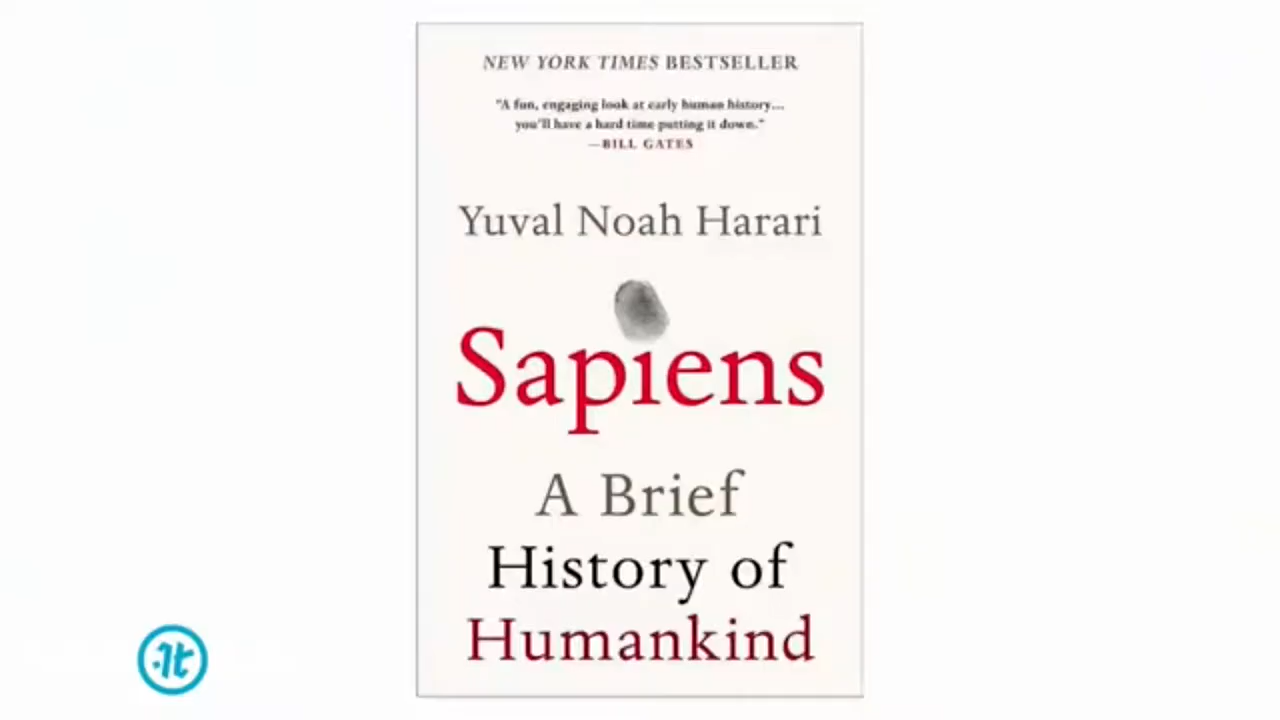 NEW YORK TIMES BESTSELLER
"A fun, engaging look at early human history...
you'll have a hard time putting it down."
—BILL GATES
Yuval Noah Harari
Sapiens
A Brief
History of
Humankind